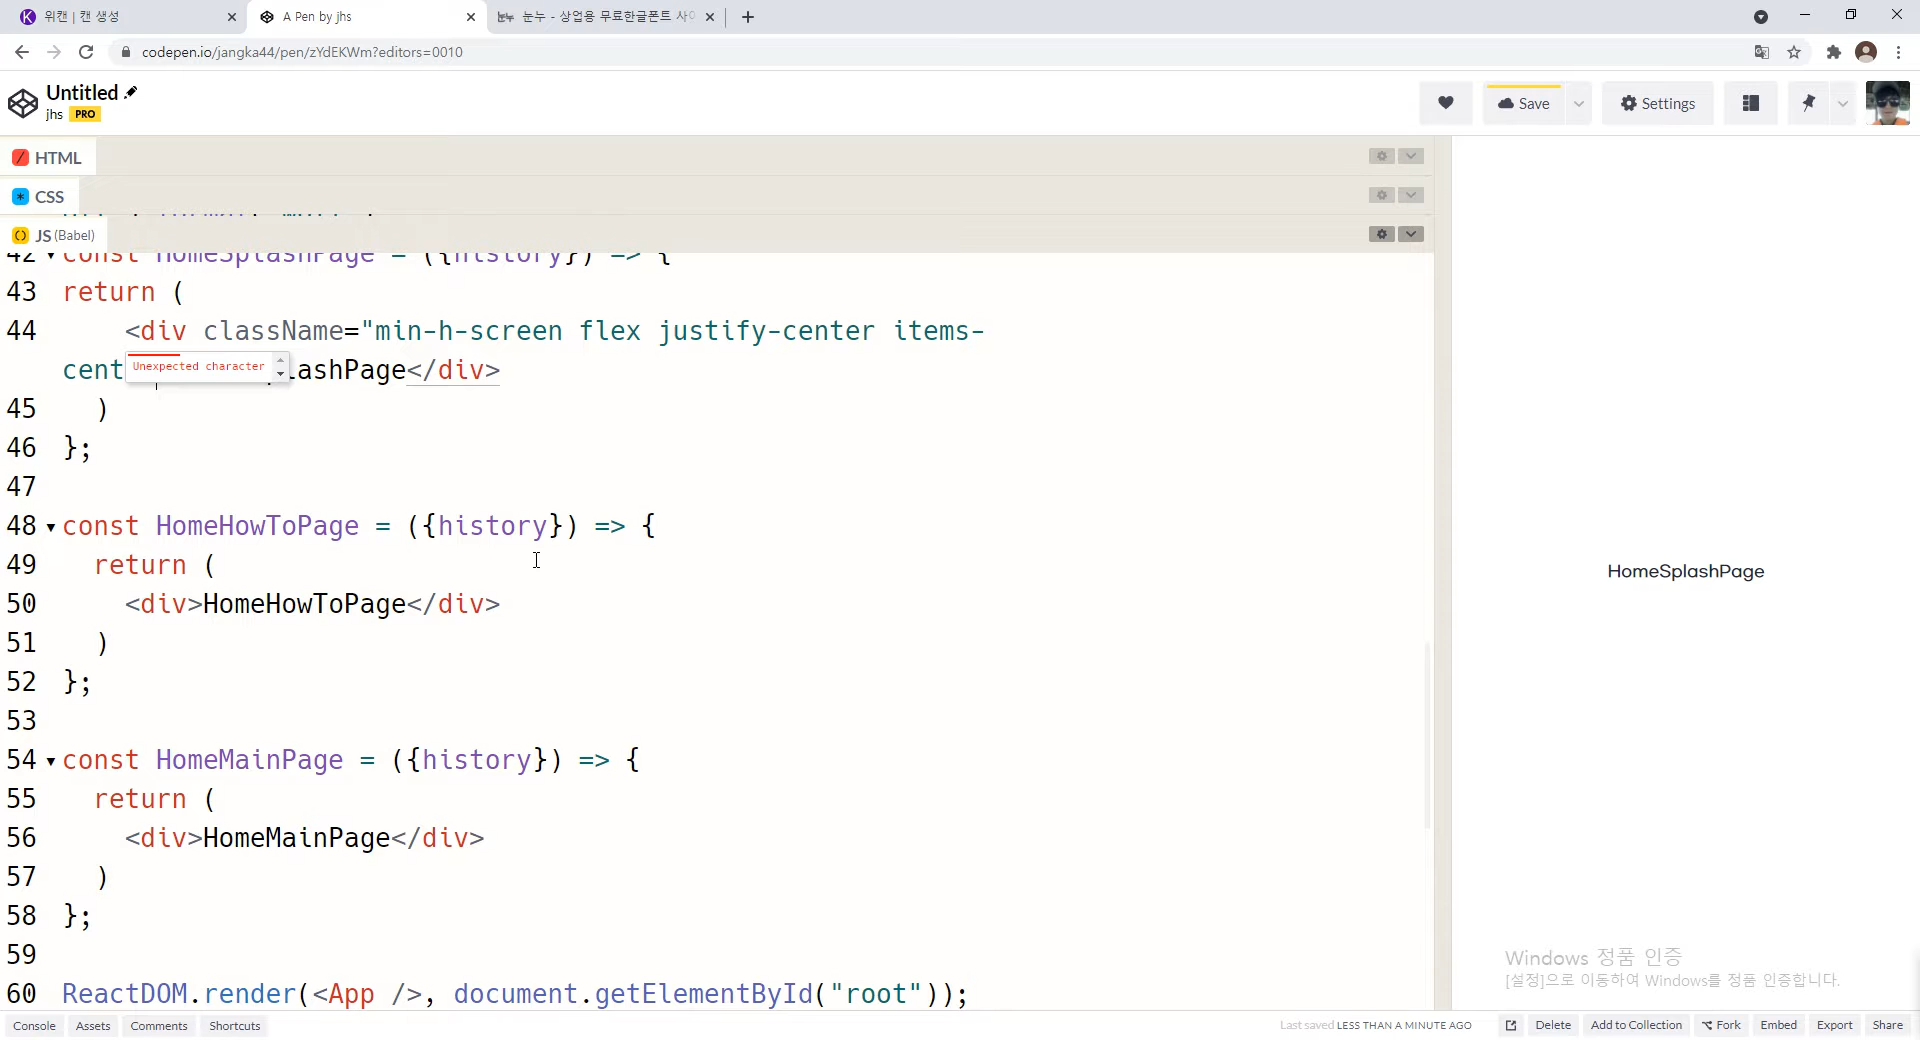 위캔 | 캔 생성
A Pen by jhs
눈누 - 상업용 무료한글폰트 사이
codepen.io/jangka44/pen/zYdEKWm?editors=0010
Untitled
jhs PRO
Save
Settings
HTML
CSS
JS (Babel)
42 const HomeSplashPage = ({history}) => {
43 return (
44 <div className="min-h-screen flex justify-center items-
cent lashPage</div>
Unexpected character
45 )
46 };
47
48 const HomeHowToPage = ({history}) => {
49 return (
50 <div>HomeHowToPage</div>
51 )
52 };
53
54 const HomeMainPage = ({history}) => {
55 return (
56 <div>HomeMainPage</div>
57 )
58 };
59
60 ReactDOM.render(<App />, document.getElementById("root"));
HomeSplashPage
Windows 정품 인증
[설정]으로 이동하여 Windows를 정품 인증합니다.
Console Assets Comments Shortcuts
Last saved LESS THAN A MINUTE AGO
Delete Add to Collection Fork Embed Export Share